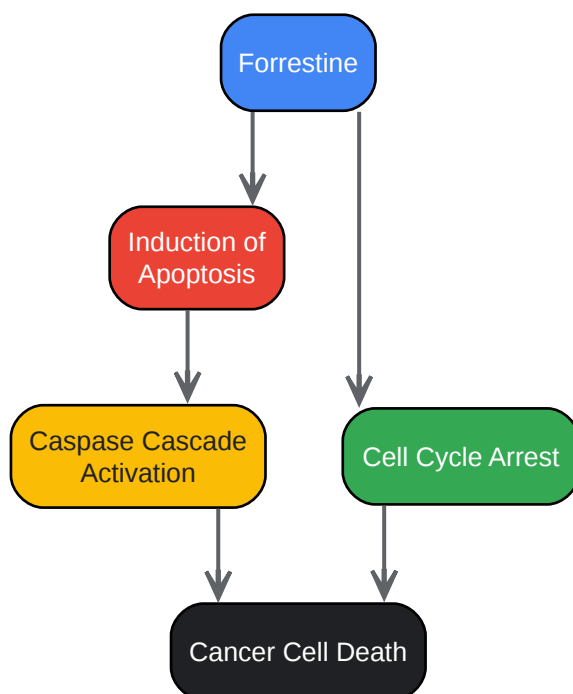 Forrestine
Induction of
Apoptosis
Caspase Cascade
Activation
Cell Cycle Arrest
Cancer Cell Death